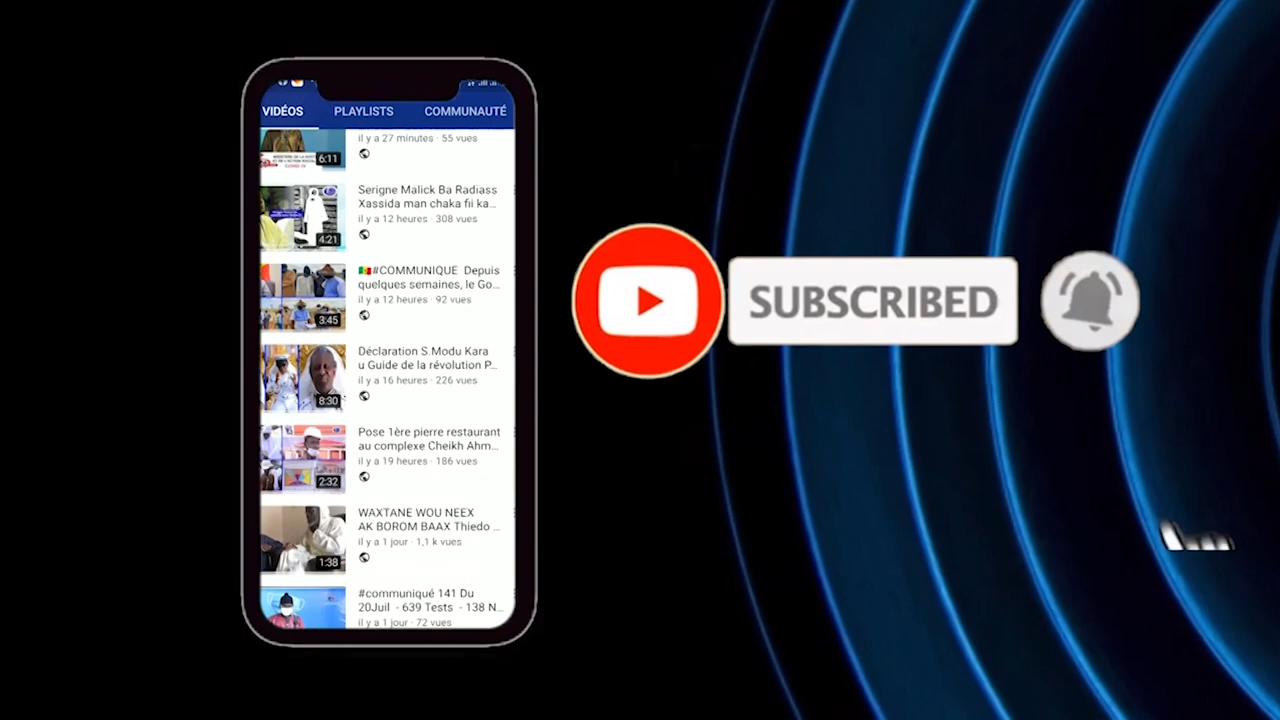 VIDÉOS PLAYLISTS COMMUNAUTÉ
il y a 27 minutes · 55 vues
6:11
Serigne Malick Ba Radiass
Xassida man chaka fii ka...
il y a 12 heures · 308 vues
4:21
🇸🇳#COMMUNIQUE Depuis
quelques semaines, le Go...
il y a 12 heures · 92 vues
3:45
Déclaration S.Modu Kara
u Guide de la révolution P...
il y a 16 heures · 226 vues
8:30
Pose 1ère pierre restaurant
au complexe Cheikh Ahm...
il y a 19 heures · 186 vues
2:32
WAXTANE WOU NEEX
AK BOROM BAAX Thiedo ...
il y a 1 jour · 1,1 k vues
1:38
#communiqué 141 Du
20Juil - 639 Tests - 138 N...
il y a 1 jour · 72 vues
SUBSCRIBED